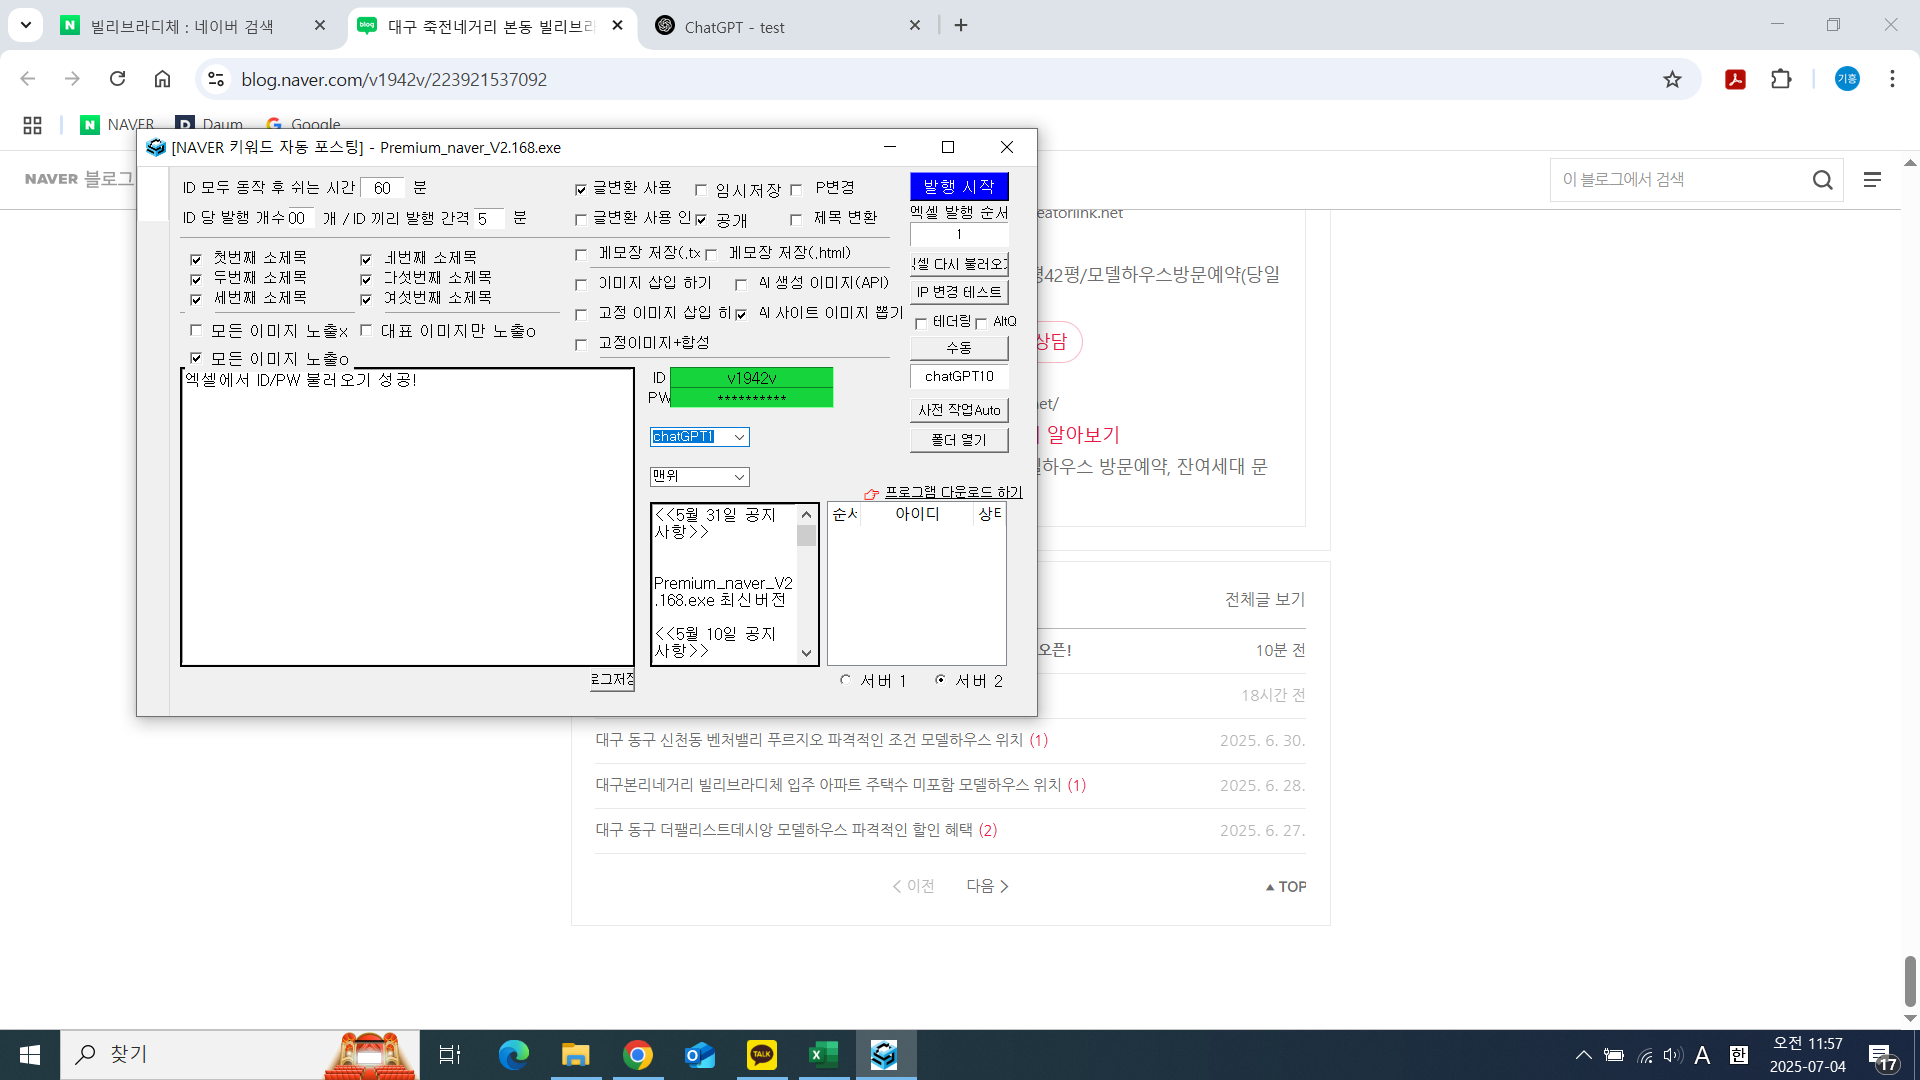 빌리브라디체 : 네이버 검색
대구 죽전네거리 본동 빌리브라
ChatGPT - test
blog.naver.com/v1942v/223921537092
기흥
NAVER
Daum
Google
NAVER 블로그
이 블로그에서 검색
[NAVER 키워드 자동 포스팅] - Premium_naver_V2.168.exe
ID 모두 동작 후 쉬는 시간 60 분
글변환 사용
임시저장
P변경
발행 시작
ID 당 발행 개수 00 개 / ID 끼리 발행 간격 5 분
글변환 사용 인
공개
제목 변환
엑셀 발행 순서
1
첫번째 소제목
네번째 소제목
두번째 소제목
다섯번째 소제목
세번째 소제목
여섯번째 소제목
메모장 저장(.tx
메모장 저장(.html)
셀 다시 불러오
이미지 삽입 하기
AI 생성 이미지(API)
IP 변경 테스트
고정 이미지 삽입 하
AI 사이트 이미지 뽑기
테더링
AltQ
모든 이미지 노출x
대표 이미지만 노출o
고정이미지+합성
수동
모든 이미지 노출o
엑셀에서 ID/PW 불러오기 성공!
ID v1942v
PW **********
chatGPT10
사전 작업Auto
chatGPT1
폴더 열기
맨위
프로그램 다운로드 하기
<<5월 31일 공지
사항>>
Premium_naver_V2
.168.exe 최신버전
<<5월 10일 공지
사항>>
순서
아이디
상태
로그저장
서버 1
서버 2
eatorlink.net
평42평/모델하우스방문예약(당일
상담
net/
알아보기
델하우스 방문예약, 잔여세대 문
전체글 보기
오픈!
10분 전
18시간 전
대구 동구 신천동 벤처밸리 푸르지오 파격적인 조건 모델하우스 위치 (1)
2025. 6. 30.
대구본리네거리 빌리브라디체 입주 아파트 주택수 미포함 모델하우스 위치 (1)
2025. 6. 28.
대구 동구 더팰리스트데시앙 모델하우스 파격적인 할인 혜택 (2)
2025. 6. 27.
이전
다음
TOP
찾기
TALK
A
한
오전 11:57
2025-07-04
17